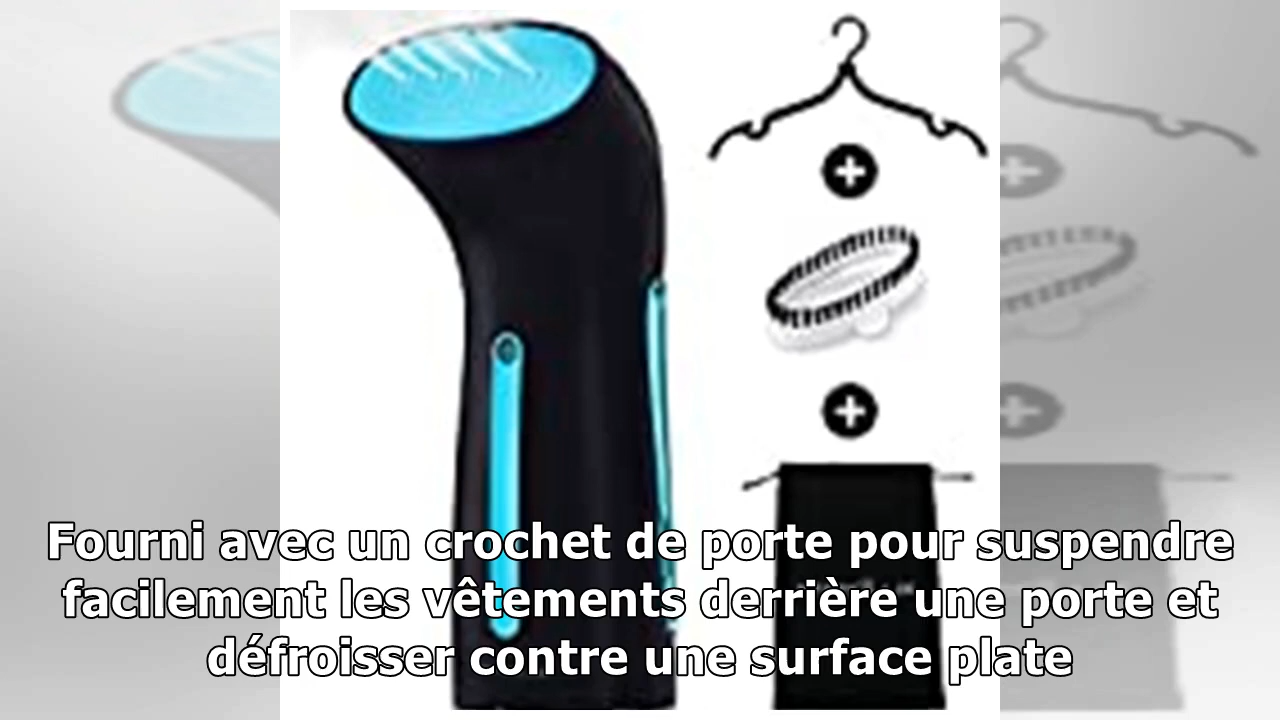 Fourni avec un crochet de porte pour suspendre
facilement les vêtements derrière une porte et
défroisser contre une surface plate